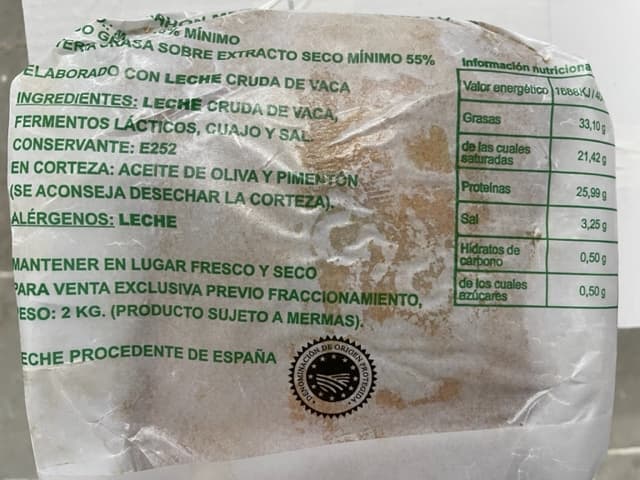 % MÍNIMO
GRASA SOBRE EXTRACTO SECO MÍNIMO 55%
ELABORADO CON LECHE CRUDA DE VACA
INGREDIENTES: LECHE CRUDA DE VACA,
FERMENTOS LÁCTICOS, CUAJO Y SAL.
CONSERVANTE: E252
EN CORTEZA: ACEITE DE OLIVA Y PIMENTÓN
(SE ACONSEJA DESECHAR LA CORTEZA).
ALÉRGENOS: LECHE
MANTENER EN LUGAR FRESCO Y SECO
PARA VENTA EXCLUSIVA PREVIO FRACCIONAMIENTO,
PESO: 2 KG. (PRODUCTO SUJETO A MERMAS).
ECHE PROCEDENTE DE ESPAÑA
DENOMINACIÓN DE ORIGEN PROTEGIDA
Información nutriciona
Valor energético
Grasas 33,10 g
de las cuales saturadas 21,42 g
Proteínas 25,99 g
Sal 3,25 g
Hidratos de carbono 0,50 g
de los cuales azúcares 0,50 g